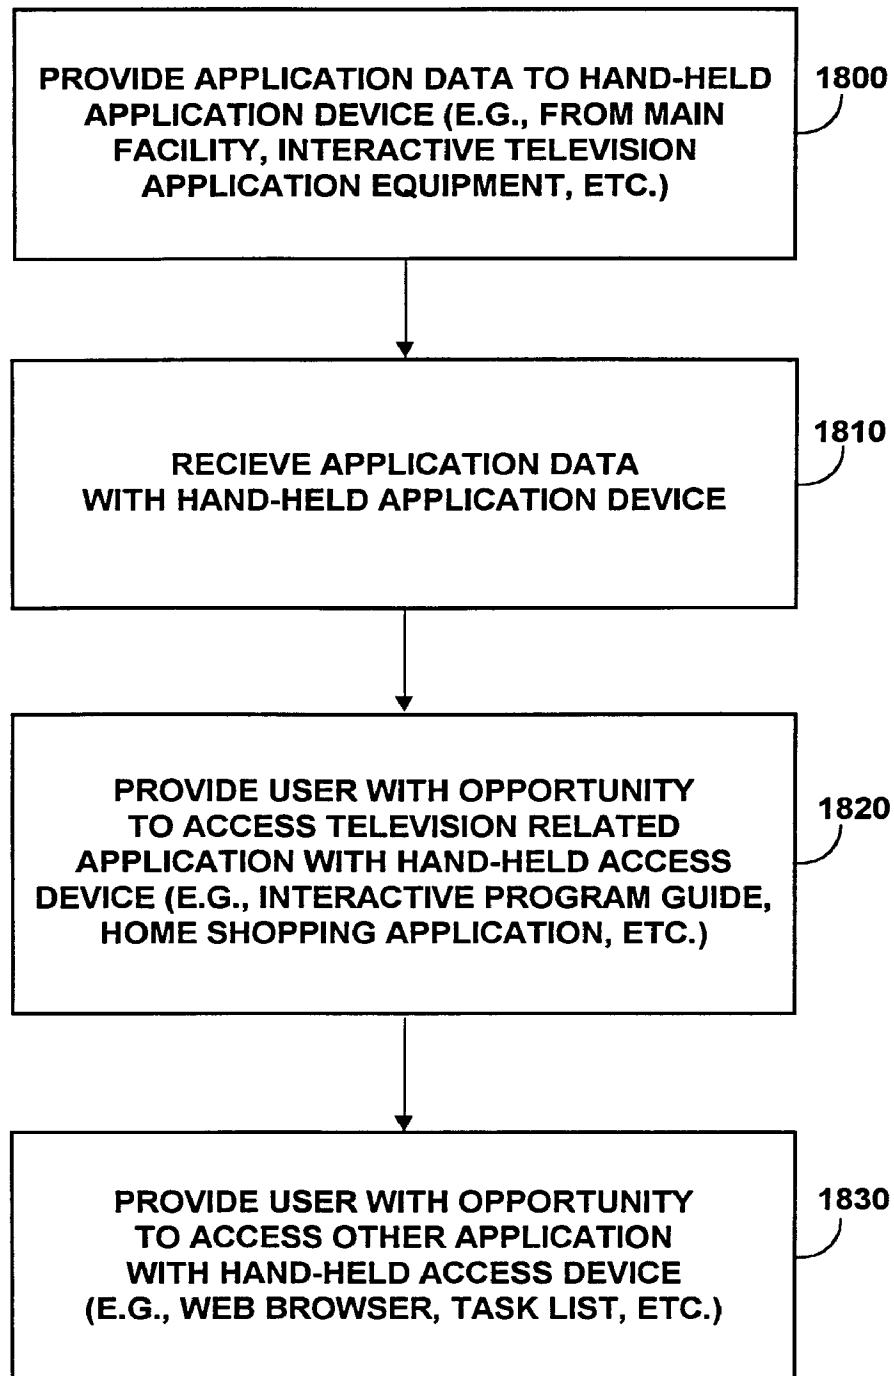 PROVIDE APPLICATION DATA TO HAND-HELD
APPLICATION DEVICE (E.G., FROM MAIN
FACILITY, INTERACTIVE TELEVISION
APPLICATION EQUIPMENT, ETC.)
1800
RECIEVE APPLICATION DATA
WITH HAND-HELD APPLICATION DEVICE
1810
PROVIDE USER WITH OPPORTUNITY
TO ACCESS TELEVISION RELATED
APPLICATION WITH HAND-HELD ACCESS
DEVICE (E.G., INTERACTIVE PROGRAM GUIDE,
HOME SHOPPING APPLICATION, ETC.)
1820
PROVIDE USER WITH OPPORTUNITY
TO ACCESS OTHER APPLICATION
WITH HAND-HELD ACCESS DEVICE
(E.G., WEB BROWSER, TASK LIST, ETC.)
1830